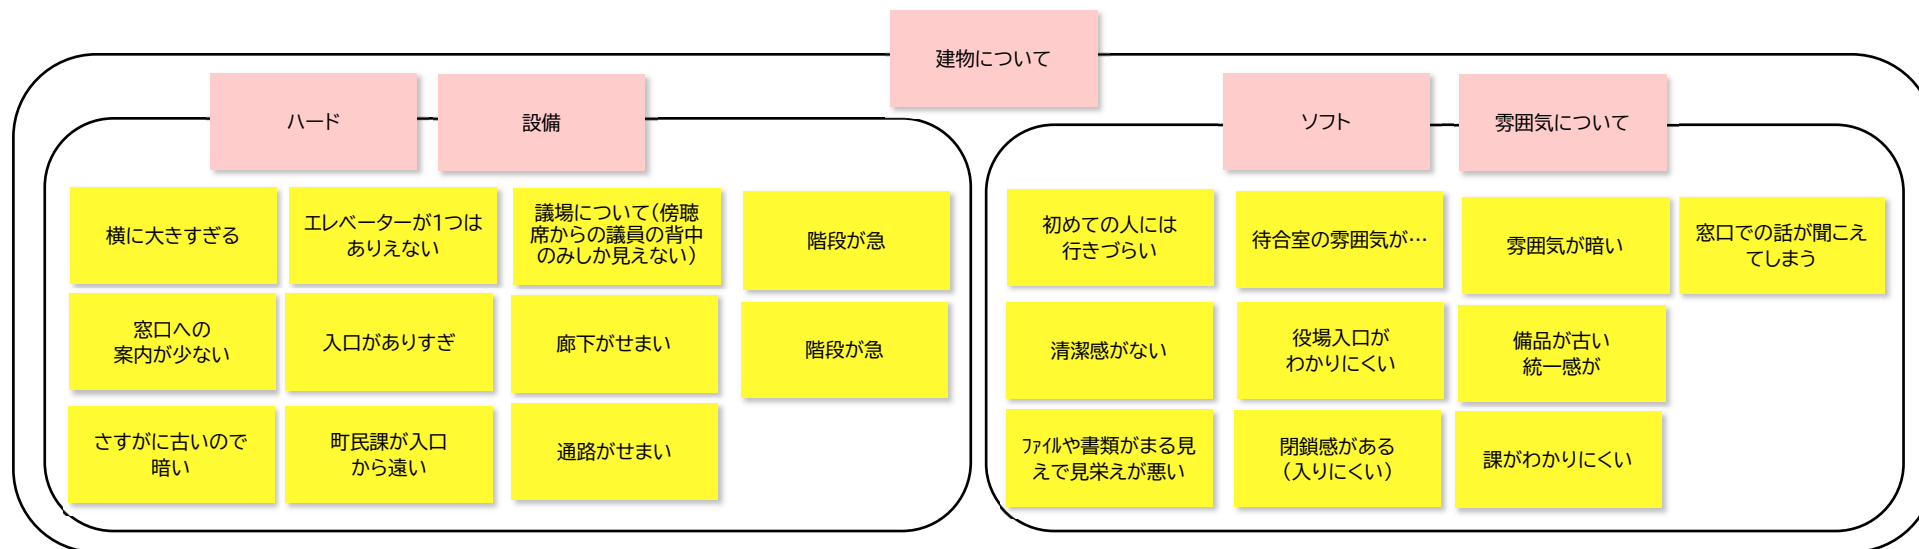 建物について
ハード
設備
横に大きすぎる
エレベーターが1つは
ありえない
議場について（傍聴
席からの議員の背中
のみしか見えない）
階段が急
窓口への
案内が少ない
入口がありすぎ
廊下がせまい
階段が急
さすがに古いので
暗い
町民課が入口
から遠い
通路がせまい
ソフト
雰囲気について
初めての人には
行きづらい
待合室の雰囲気が…
雰囲気が暗い
窓口での話が聞こえ
てしまう
清潔感がない
役場入口が
わかりにくい
備品が古い
統一感が
ﾌｧｲﾙや書類がまる見
えで見栄えが悪い
閉鎖感がある
（入りにくい）
課がわかりにくい